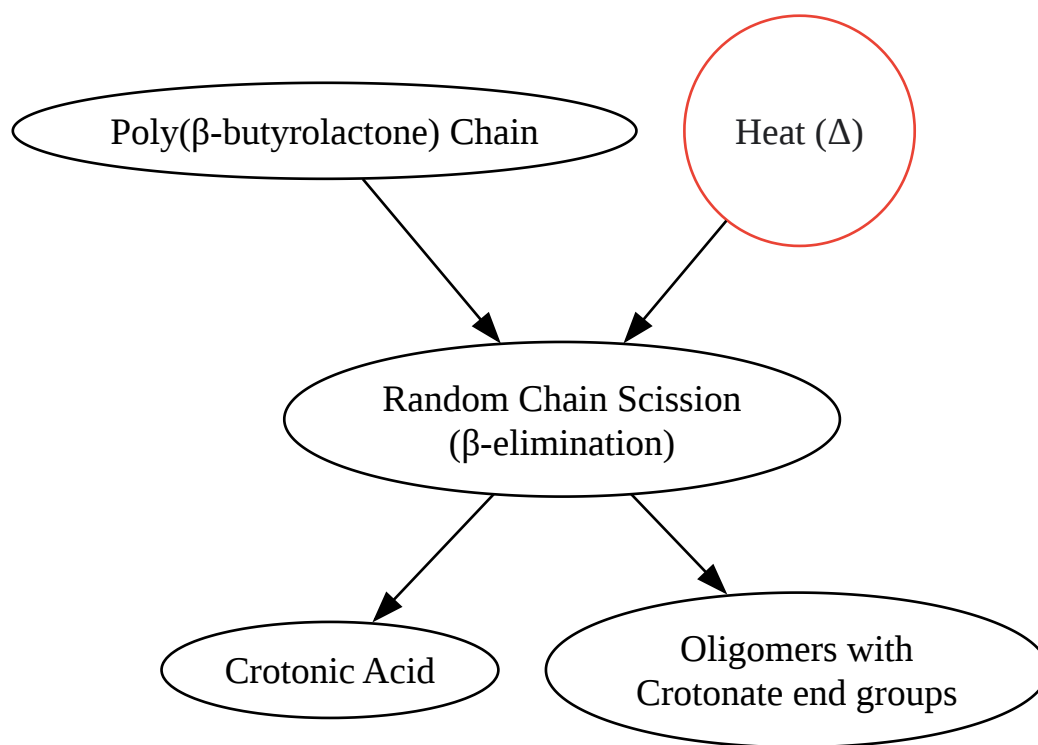 Poly(β-butyrolactone) Chain
Heat (Δ)
Random Chain Scission
(β-elimination)
Crotonic Acid
Oligomers with
Crotonate end groups